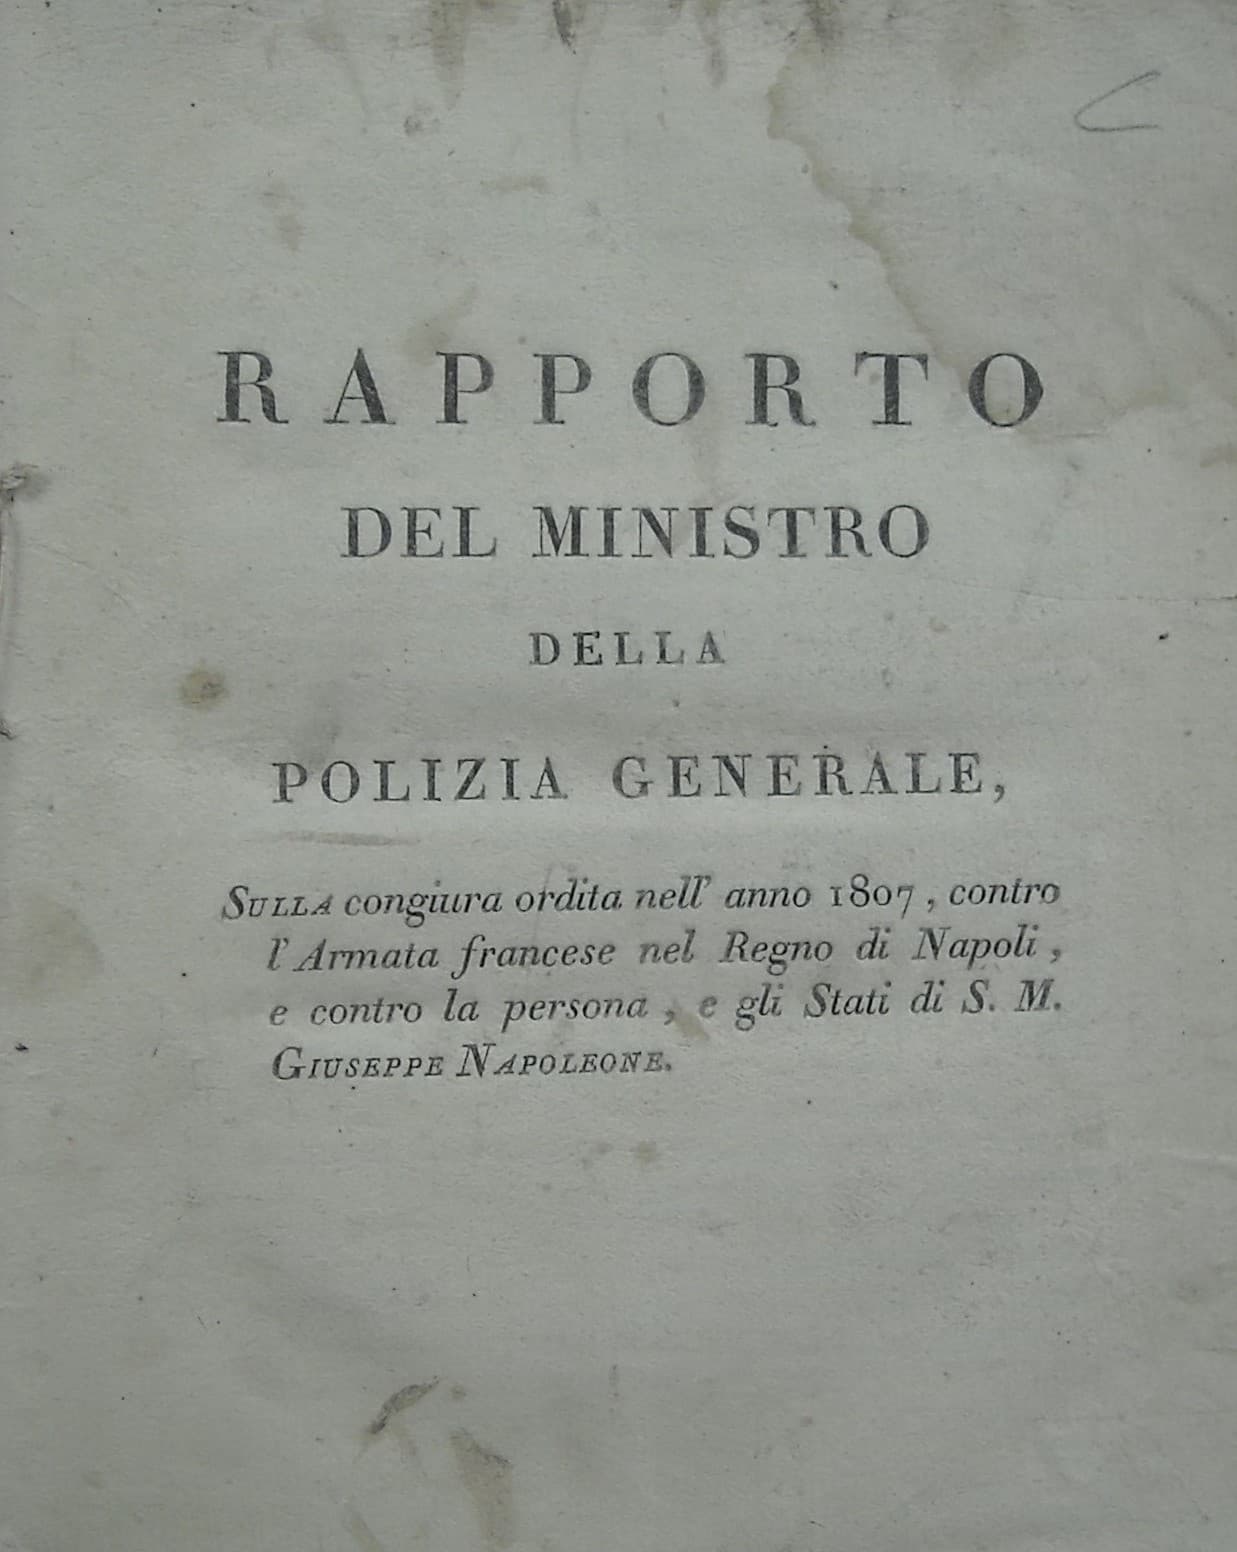 RAPPORTO
DEL MINISTRO
DELLA
POLIZIA GENERALE,
SULLA congiura ordita nell' anno 1807, contro
l'Armata francese nel Regno di Napoli,
e contro la persona, e gli Stati di S. M.
GIUSEPPE NAPOLEONE.